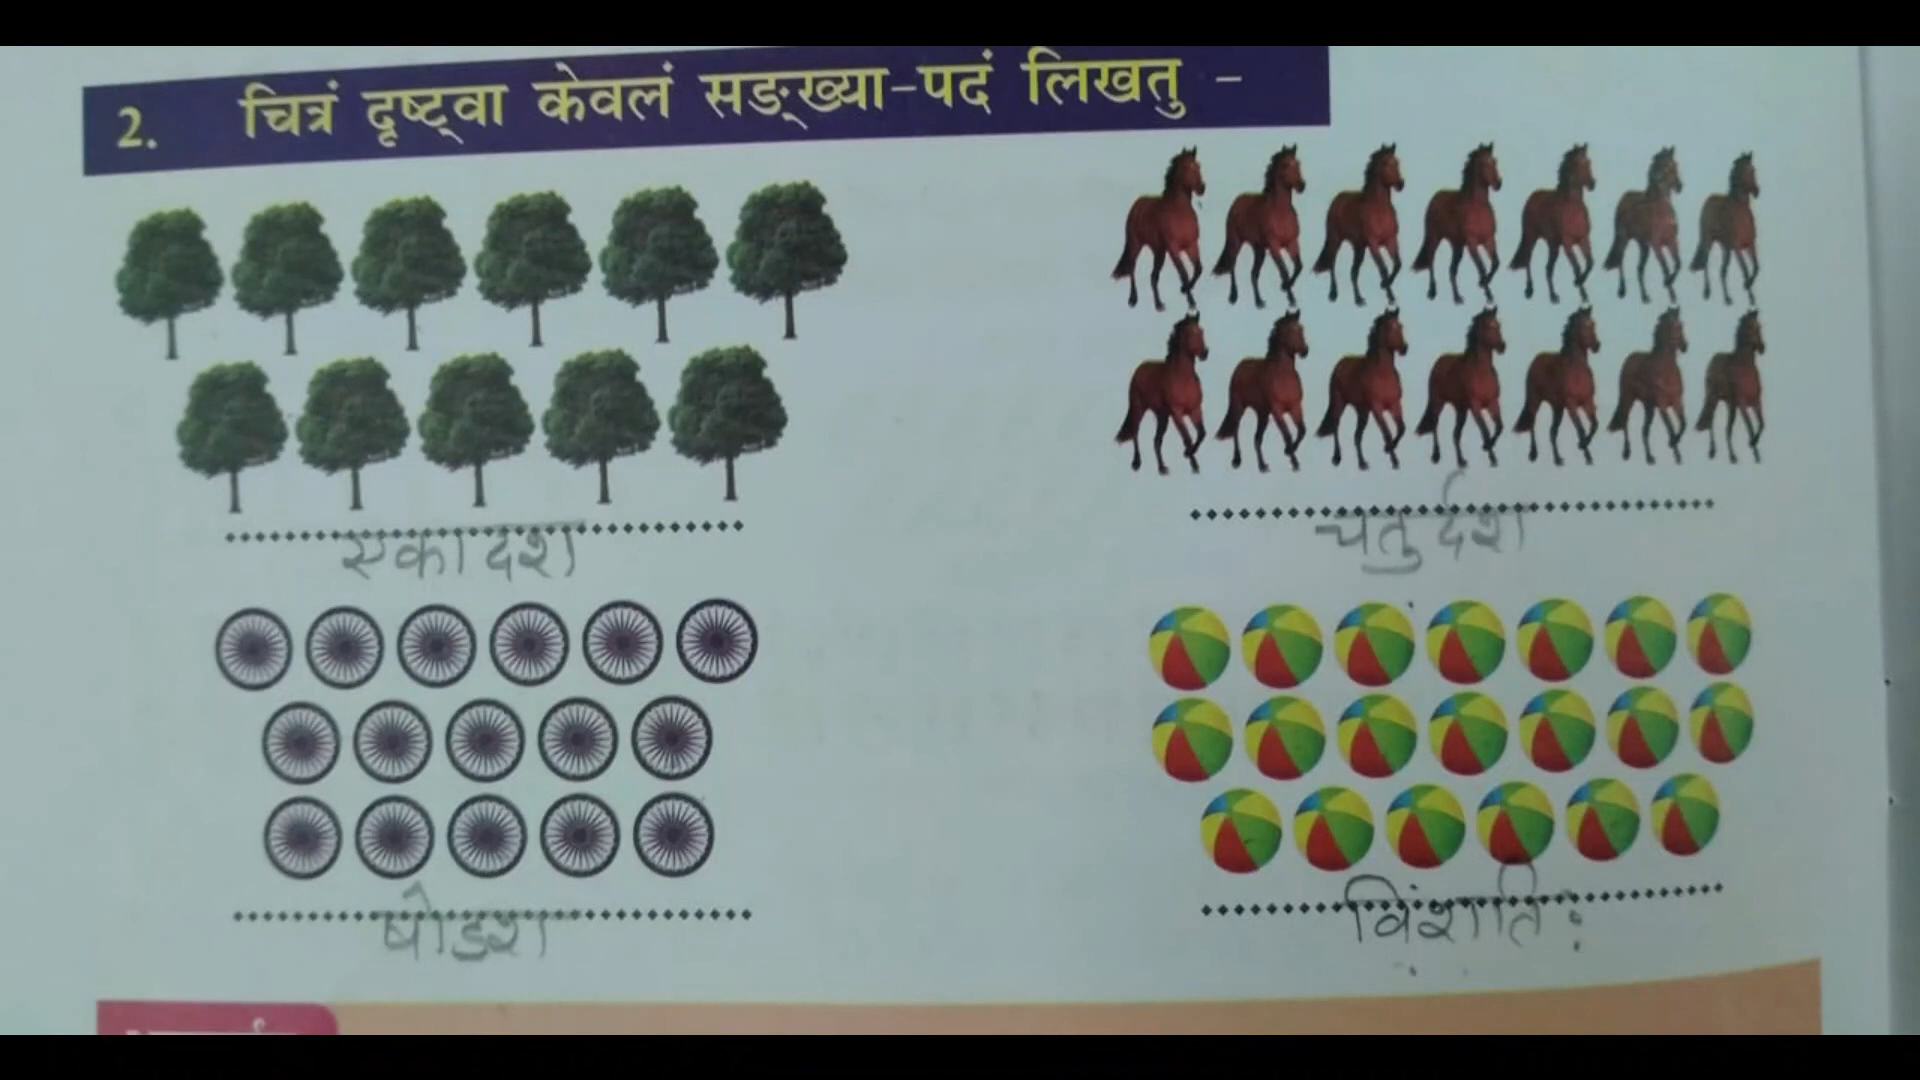 2. चित्रं दृष्ट्वा केवलं सङ्ख्या-पदं लिखतु -
एकादश
चतुर्दश
षोडश
विंशतिः